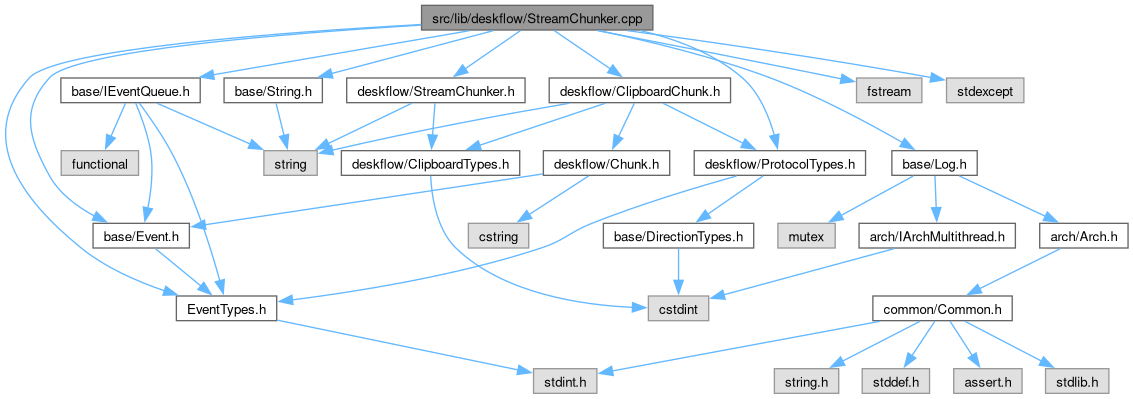 src/lib/deskflow/StreamChunker.cpp
base/IEventQueue.h
base/String.h
deskflow/StreamChunker.h
deskflow/ClipboardChunk.h
fstream
stdexcept
functional
string
deskflow/ClipboardTypes.h
deskflow/Chunk.h
deskflow/ProtocolTypes.h
base/Log.h
base/Event.h
cstring
base/DirectionTypes.h
mutex
arch/IArchMultithread.h
arch/Arch.h
EventTypes.h
cstdint
common/Common.h
stdint.h
string.h
stddef.h
assert.h
stdlib.h